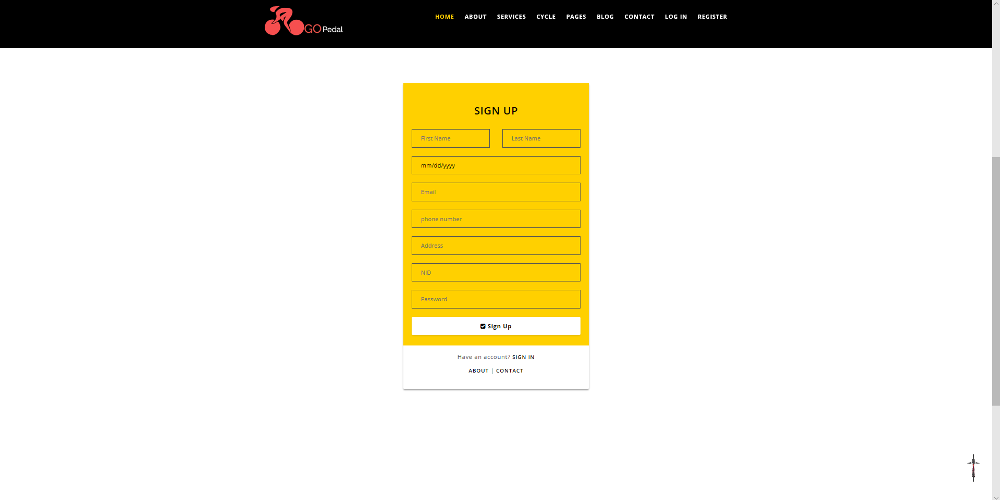 GO Pedal
HOME ABOUT SERVICES CYCLE PAGES BLOG CONTACT LOG IN REGISTER
SIGN UP
First Name Last Name
mm/dd/yyyy
Email
phone number
Address
NID
Password
Sign Up
Have an account? SIGN IN
ABOUT | CONTACT